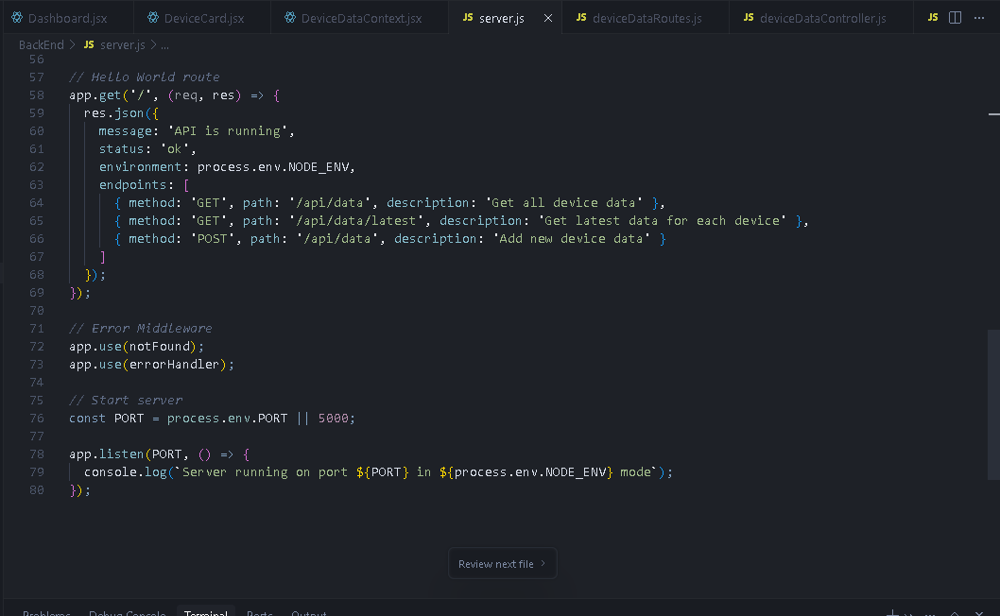 Dashboard.jsx DeviceCard.jsx DeviceDataContext.jsx JS server.js JS deviceDataRoutes.js JS deviceDataController.js JS
BackEnd > JS server.js > ...
56
57 // Hello World route
58 app.get('/', (req, res) => {
59 res.json({
60 message: 'API is running',
61 status: 'ok',
62 environment: process.env.NODE_ENV,
63 endpoints: [
64 { method: 'GET', path: '/api/data', description: 'Get all device data' },
65 { method: 'GET', path: '/api/data/latest', description: 'Get latest data for each device' },
66 { method: 'POST', path: '/api/data', description: 'Add new device data' }
67 ]
68 });
69 });
70
71 // Error Middleware
72 app.use(notFound);
73 app.use(errorHandler);
74
75 // Start server
76 const PORT = process.env.PORT || 5000;
77
78 app.listen(PORT, () => {
79 console.log(`Server running on port ${PORT} in ${process.env.NODE_ENV} mode`);
80 });
Review next file >
Problems Debug Console Terminal Ports Output